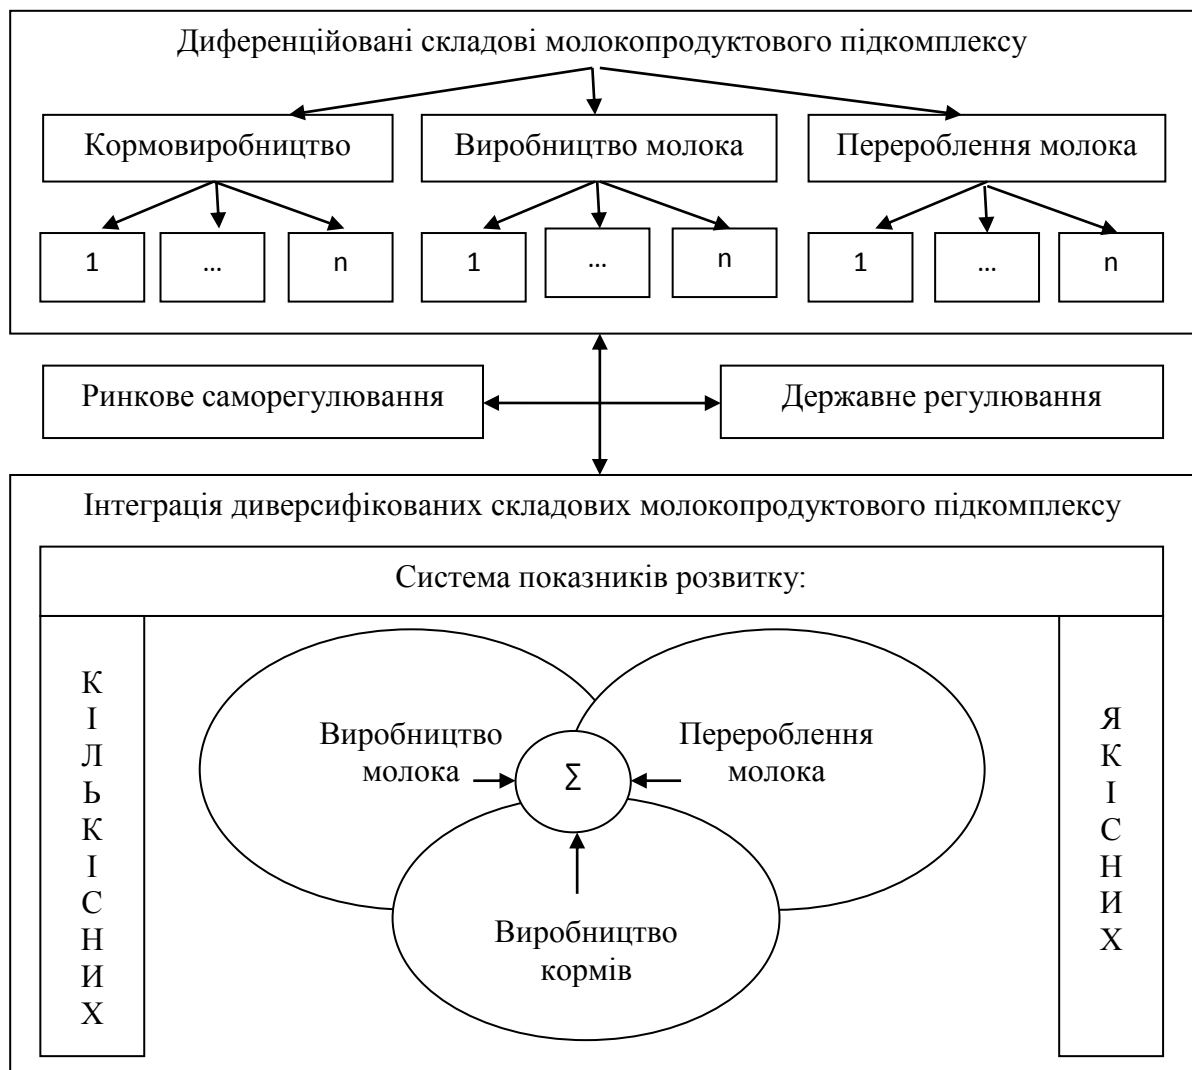 Диференційовані складові молокопродуктового підкомплексу
Кормовиробництво
Виробництво молока
Перероблення молока
1
...
n
1
...
n
1
...
n
Ринкове саморегулювання
Державне регулювання
Інтеграція диверсифікованих складових молокопродуктового підкомплексу
Система показників розвитку:
К
І
Л
Ь
К
І
С
Н
И
Х
Виробництво
молока
Σ
Перероблення
молока
Виробництво
кормів
Я
К
І
С
Н
И
Х